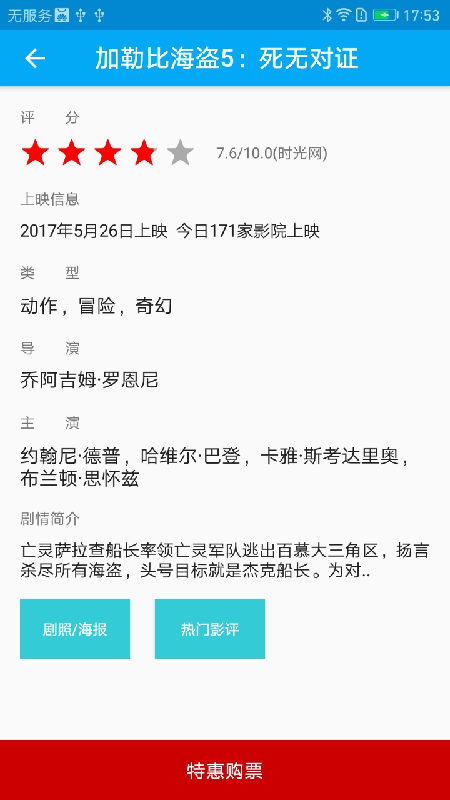 无服务 17:53
加勒比海盗5：死无对证
评 分
7.6/10.0(时光网)
上映信息
2017年5月26日上映 今日171家影院上映
类 型
动作，冒险，奇幻
导 演
乔阿吉姆·罗恩尼
主 演
约翰尼·德普，哈维尔·巴登，卡雅·斯考达里奥，
布兰顿·思怀兹
剧情简介
亡灵萨拉查船长率领亡灵军队逃出百慕大三角区，扬言
杀尽所有海盗，头号目标就是杰克船长。为对..
剧照/海报 热门影评
特惠购票